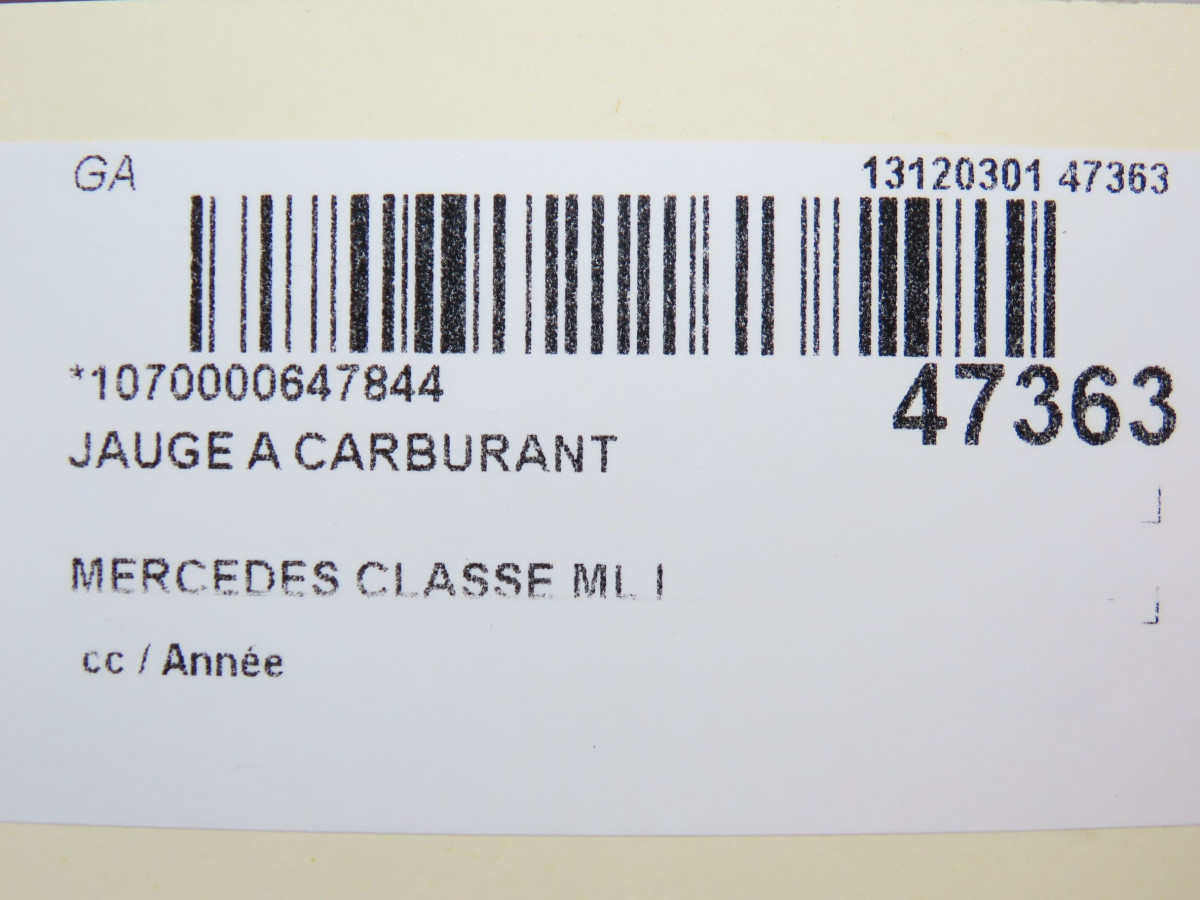 GA 13120301 47363
*1070000647844 47363
JAUGE A CARBURANT
MERCEDES CLASSE ML I
cc / Année